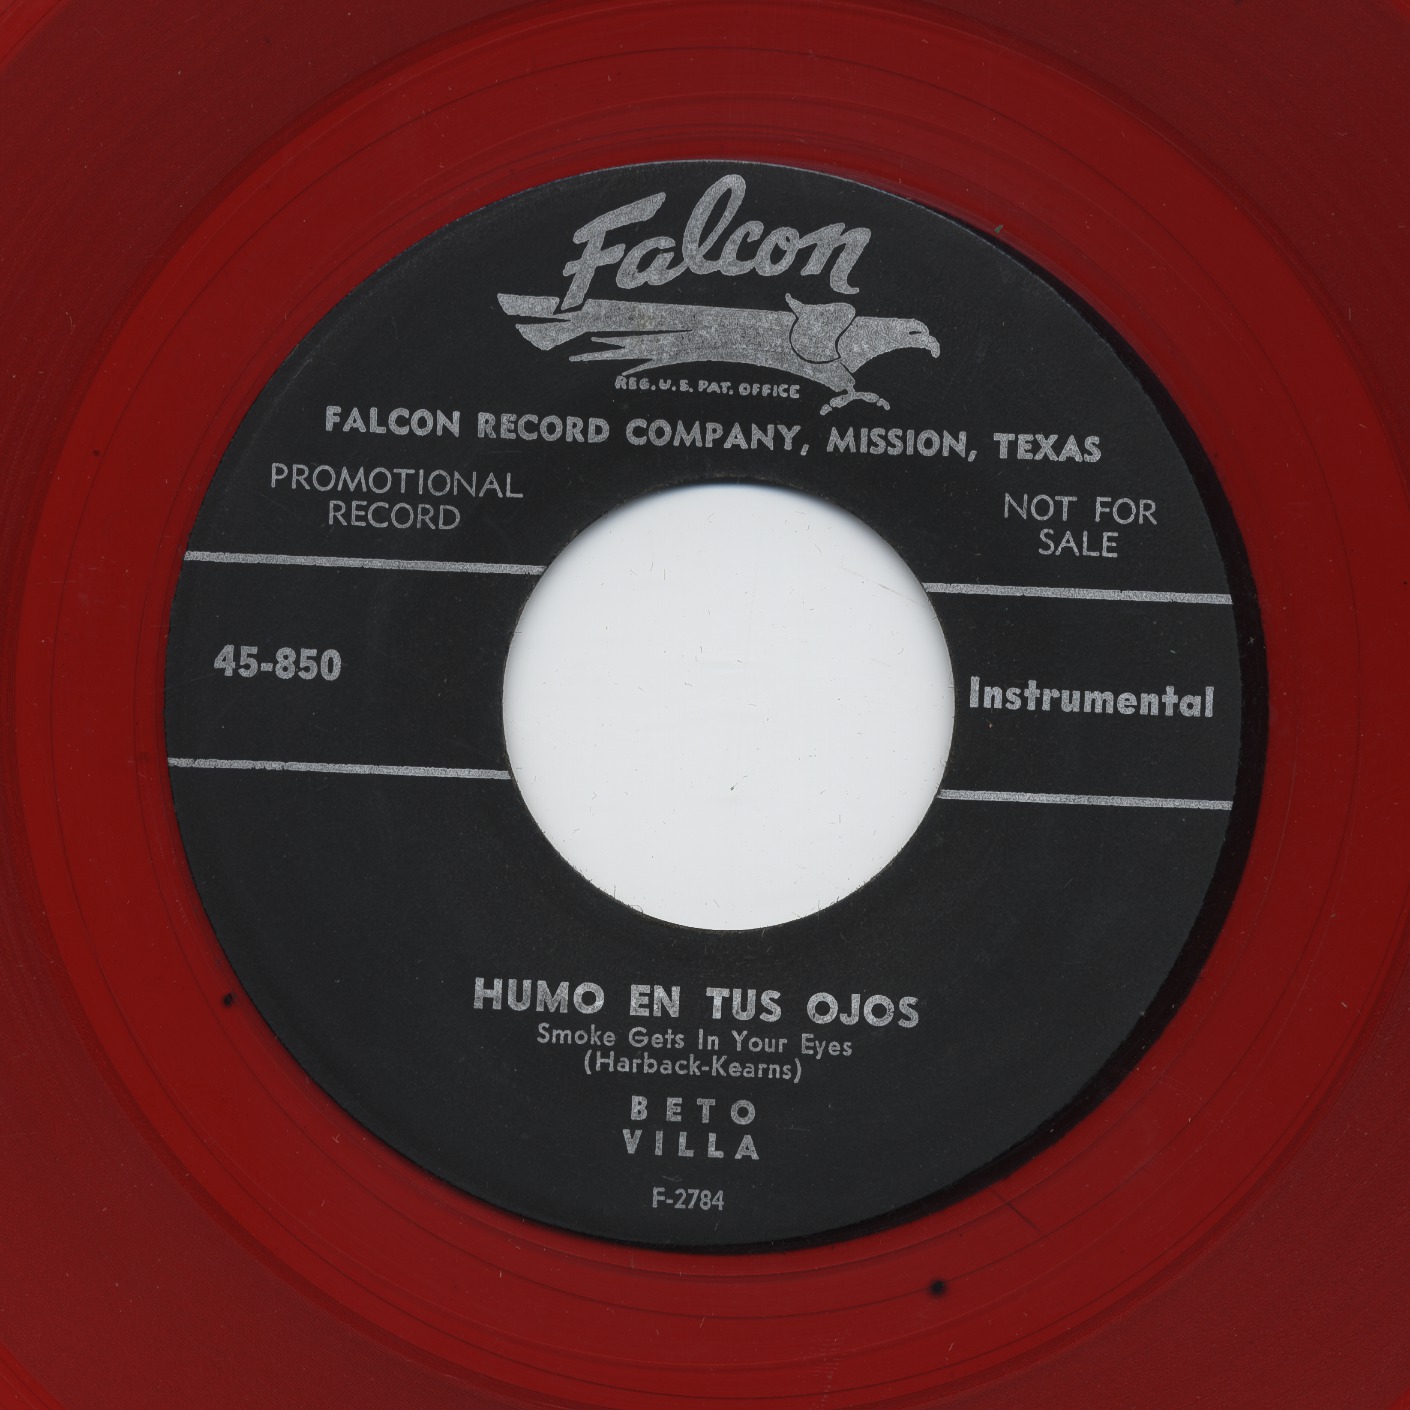 Falcon
REG. U.S. PAT. OFFICE
FALCON RECORD COMPANY, MISSION, TEXAS
PROMOTIONAL
RECORD
NOT FOR
SALE
45-850
Instrumental
HUMO EN TUS OJOS
Smoke Gets In Your Eyes
(Harback-Kearns)
BETO
VILLA
F-2784